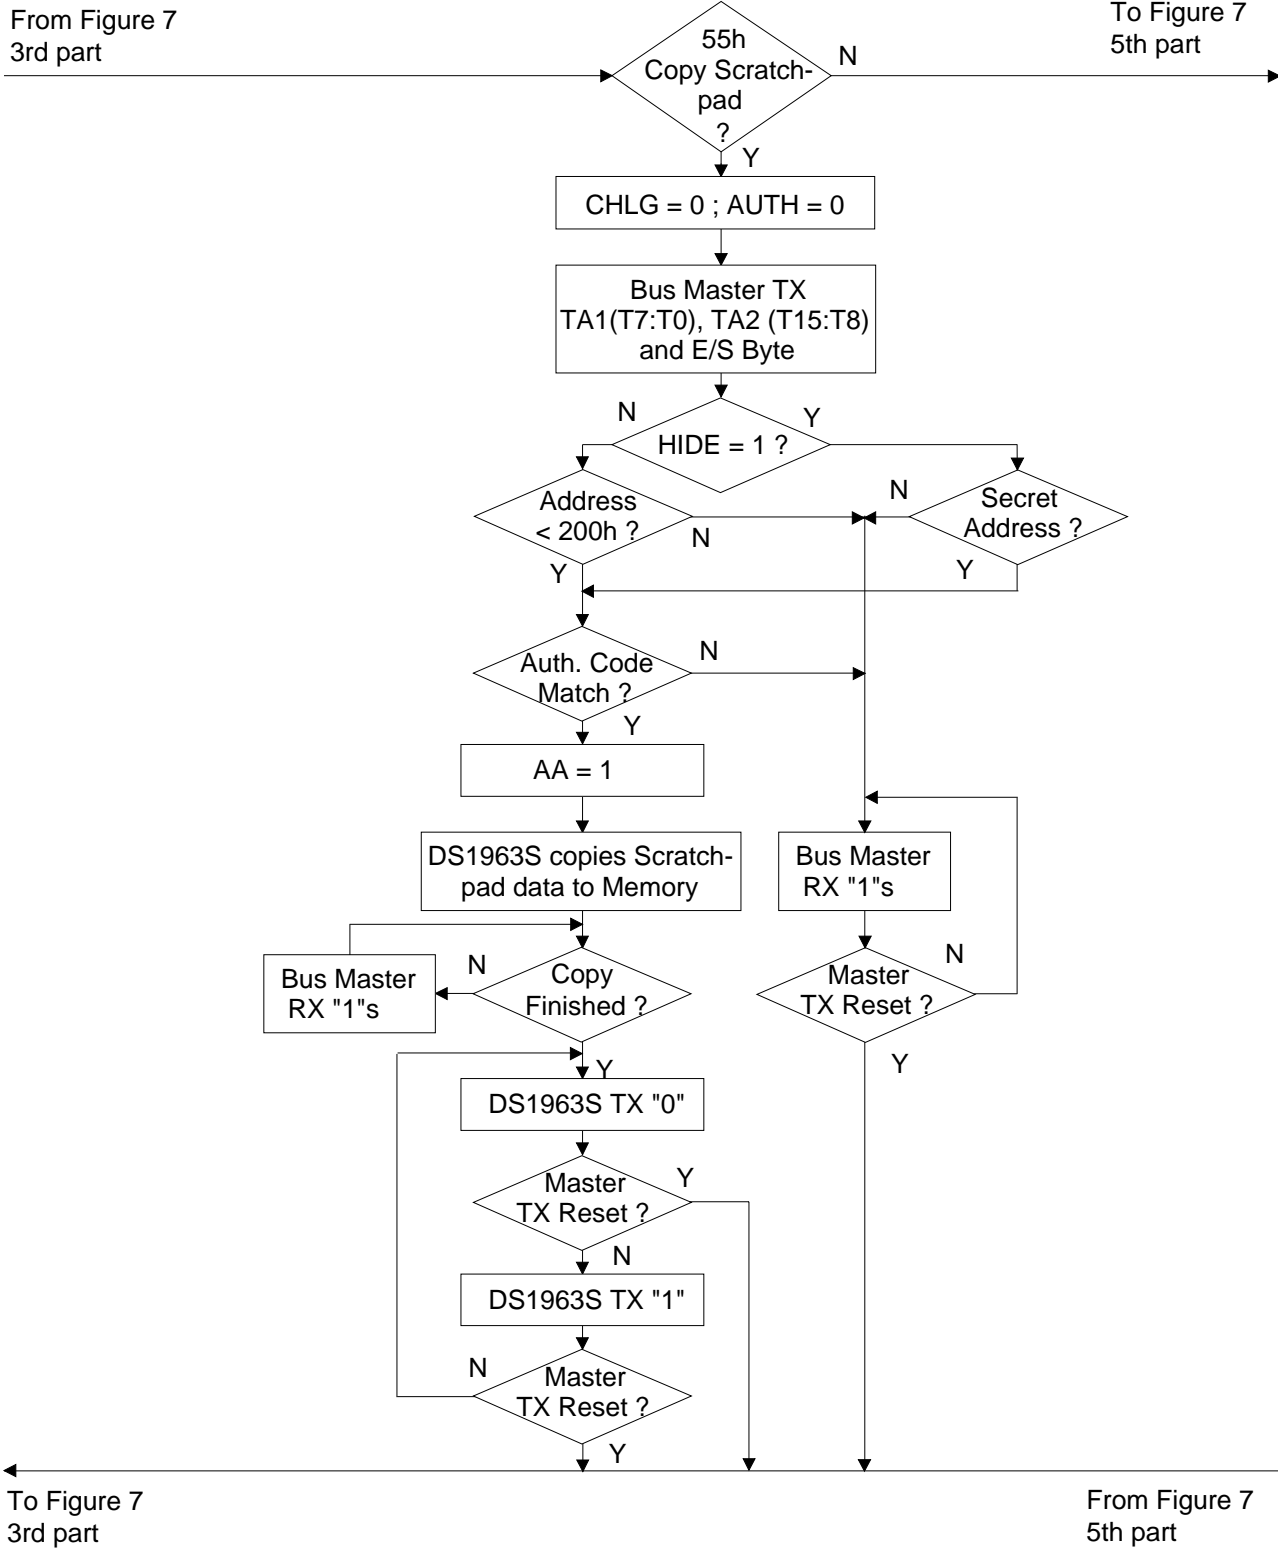 From Figure 7
3rd part
To Figure 7
5th part
55h
Copy Scratch-
pad
?
N
Y
CHLG = 0 ; AUTH = 0
Bus Master TX
TA1(T7:T0), TA2 (T15:T8)
and E/S Byte
N
Y
HIDE = 1 ?
Address
< 200h ?
N
Y
N
Secret
Address ?
Y
Auth. Code
Match ?
N
Y
AA = 1
DS1963S copies Scratch-
pad data to Memory
Bus Master
RX "1"s
Bus Master
RX "1"s
N
Copy
Finished ?
Y
Master
TX Reset ?
N
Y
DS1963S TX "0"
Master
TX Reset ?
Y
N
DS1963S TX "1"
N
Master
TX Reset ?
Y
To Figure 7
3rd part
From Figure 7
5th part